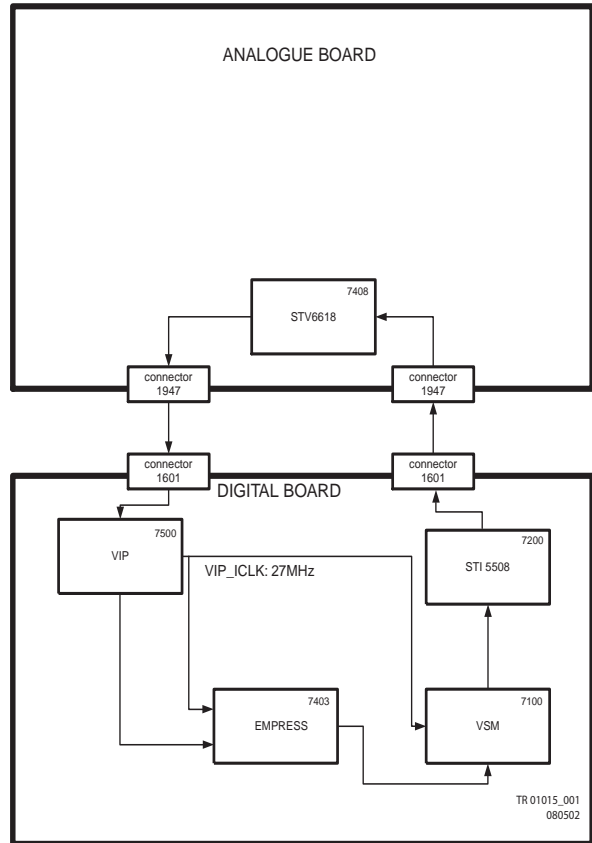 ANALOGUE BOARD
7408
STV6618
connector
1947
connector
1947
connector
1601
connector
1601
DIGITAL BOARD
7500
VIP
7200
STI 5508
VIP_ICLK: 27MHz
7403
EMPRESS
7100
VSM
TR 01015_001
080502